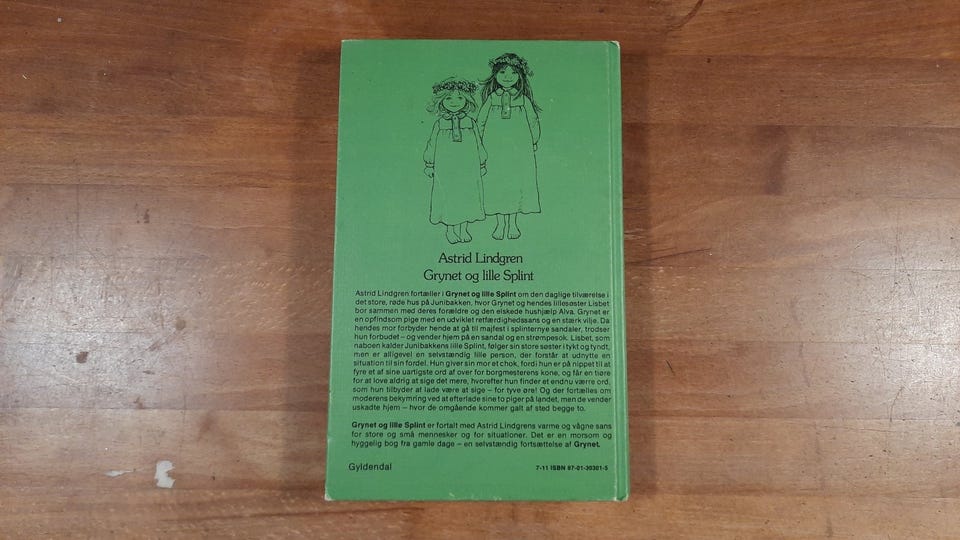 Astrid Lindgren
Grynet og lille Splint
Astrid Lindgren fortæller i Grynet og lille Splint om den daglige tilværelse i
det store, røde hus på Junibakken, hvor Grynet og hendes lillesøster Lisbet
bor sammen med deres forældre og den elskede hushjælp Alva. Grynet er
en opfindsom pige med en udviklet retfærdighedssans og en stærk vilje. Da
hendes mor forbyder hende at gå til majfest i splinternye sandaler, trodser
hun forbudet – og vender hjem på en sandal og en strømpesok. Lisbet, som
naboen kalder Junibakkens lille Splint, følger sin store søster i tykt og tyndt,
men er alligevel en selvstændig lille person, der forstår at udnytte en
situation til sin fordel. Hun giver sin mor et chok, fordi hun er på nippet til at
fyre et af sine uartigste ord af over for borgmesterens kone, og får en tiøre
for at love aldrig at sige det mere, hvorefter hun finder et endnu værre ord,
som hun tilbyder at lade være at sige – for tyve øre! Og der fortælles om
moderens bekymring ved at efterlade sine to piger på landet, men de vender
uskadte hjem – hvor de omgående kommer galt af sted begge to.
Grynet og lille Splint er fortalt med Astrid Lindgrens varme og vågne sans
for store og små mennesker og for situationer. Det er en morsom og
hyggelig bog fra gamle dage – en selvstændig fortsættelse af Grynet.
Gyldendal
7-11 ISBN 87-01-30301-5